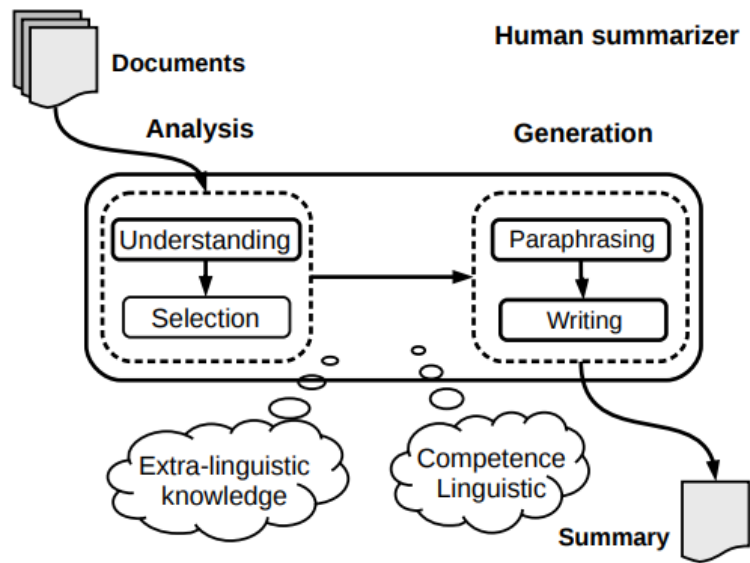 Human summarizer
Documents
Analysis
Generation
Understanding
Selection
Paraphrasing
Writing
Extra-linguistic
knowledge
Competence
Linguistic
Summary